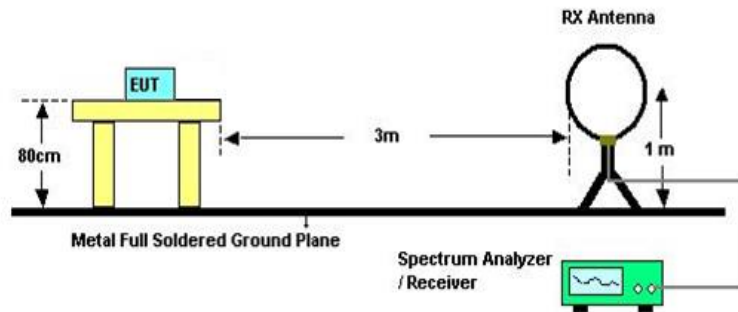 RX Antenna
EUT
80cm
3m
1 m
Metal Full Soldered Ground Plane
Spectrum Analyzer
/ Receiver